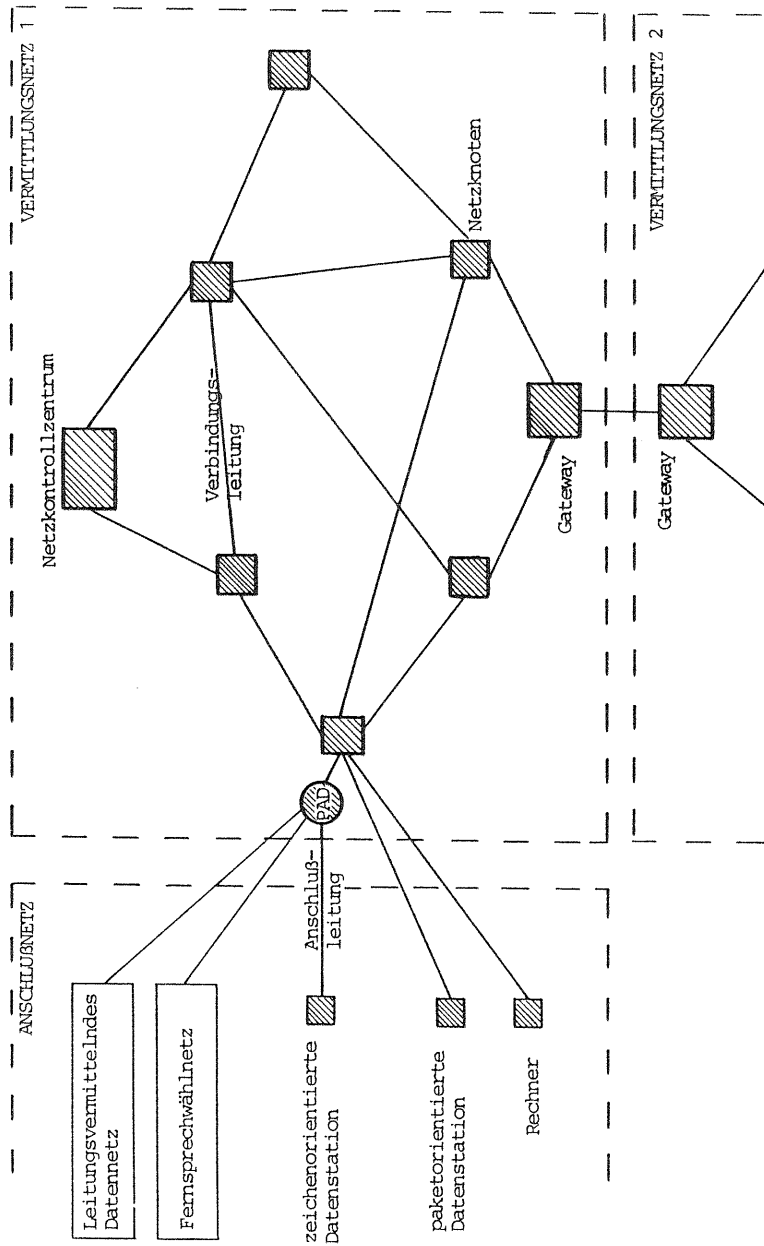 ANSCHLUßNETZ
Leitungsvermittelndes
Datennetz
Fernsprechwählnetz
zeichenorientierte
Datenstation
paketorientierte
Datenstation
Rechner
Anschluß-
leitung
PAD
VERMITTLUNGSNETZ 1
Netzkontrollzentrum
Verbindungs-
leitung
Netzknoten
Gateway
VERMITTLUNGSNETZ 2
Gateway